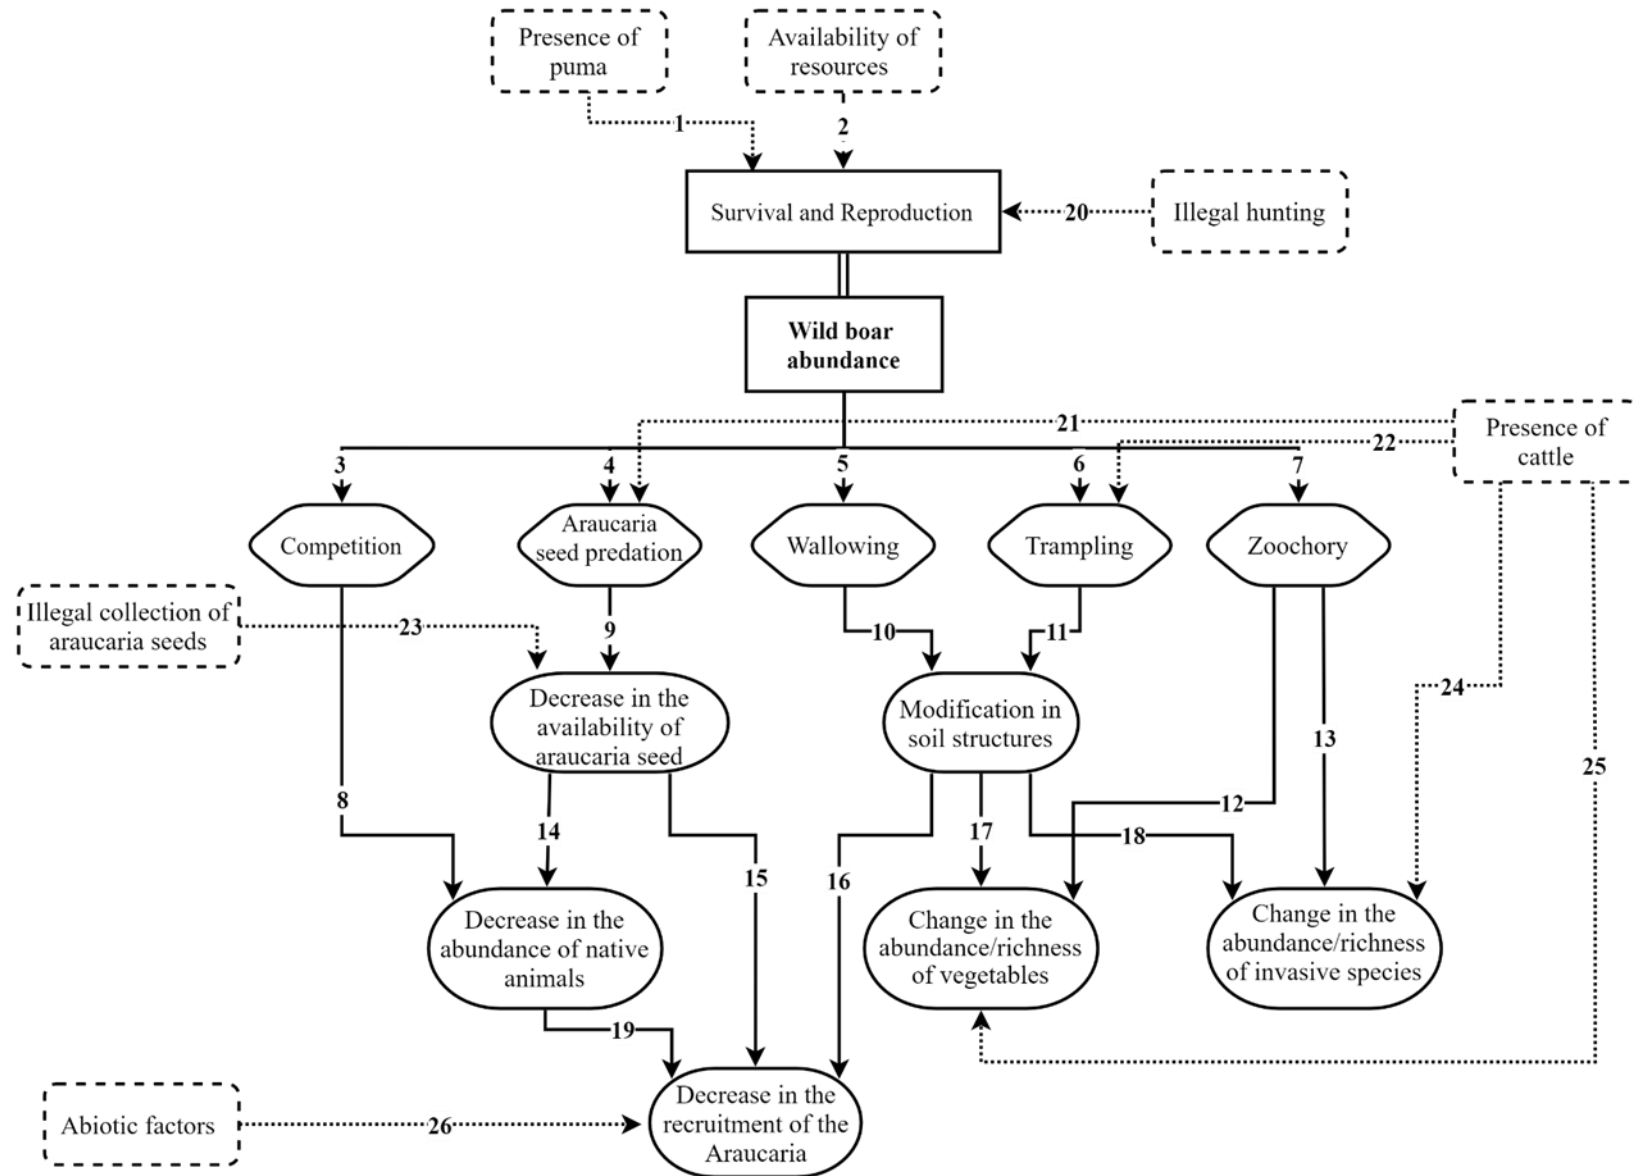 Presence of
puma
Availability of
resources
1
2
Survival and Reproduction
20
Illegal hunting
Wild boar
abundance
21
22
Presence of
cattle
3
4
5
6
7
Competition
Araucaria
seed predation
Wallowing
Trampling
Zoochory
Illegal collection of
araucaria seeds
23
9
10
11
Decrease in the
availability of
araucaria seed
Modification in
soil structures
24
13
25
8
14
15
16
17
12
18
Decrease in the
abundance of native
animals
Change in the
abundance/richness
of vegetables
Change in the
abundance/richness
of invasive species
19
Abiotic factors
26
Decrease in the
recruitment of the
Araucaria